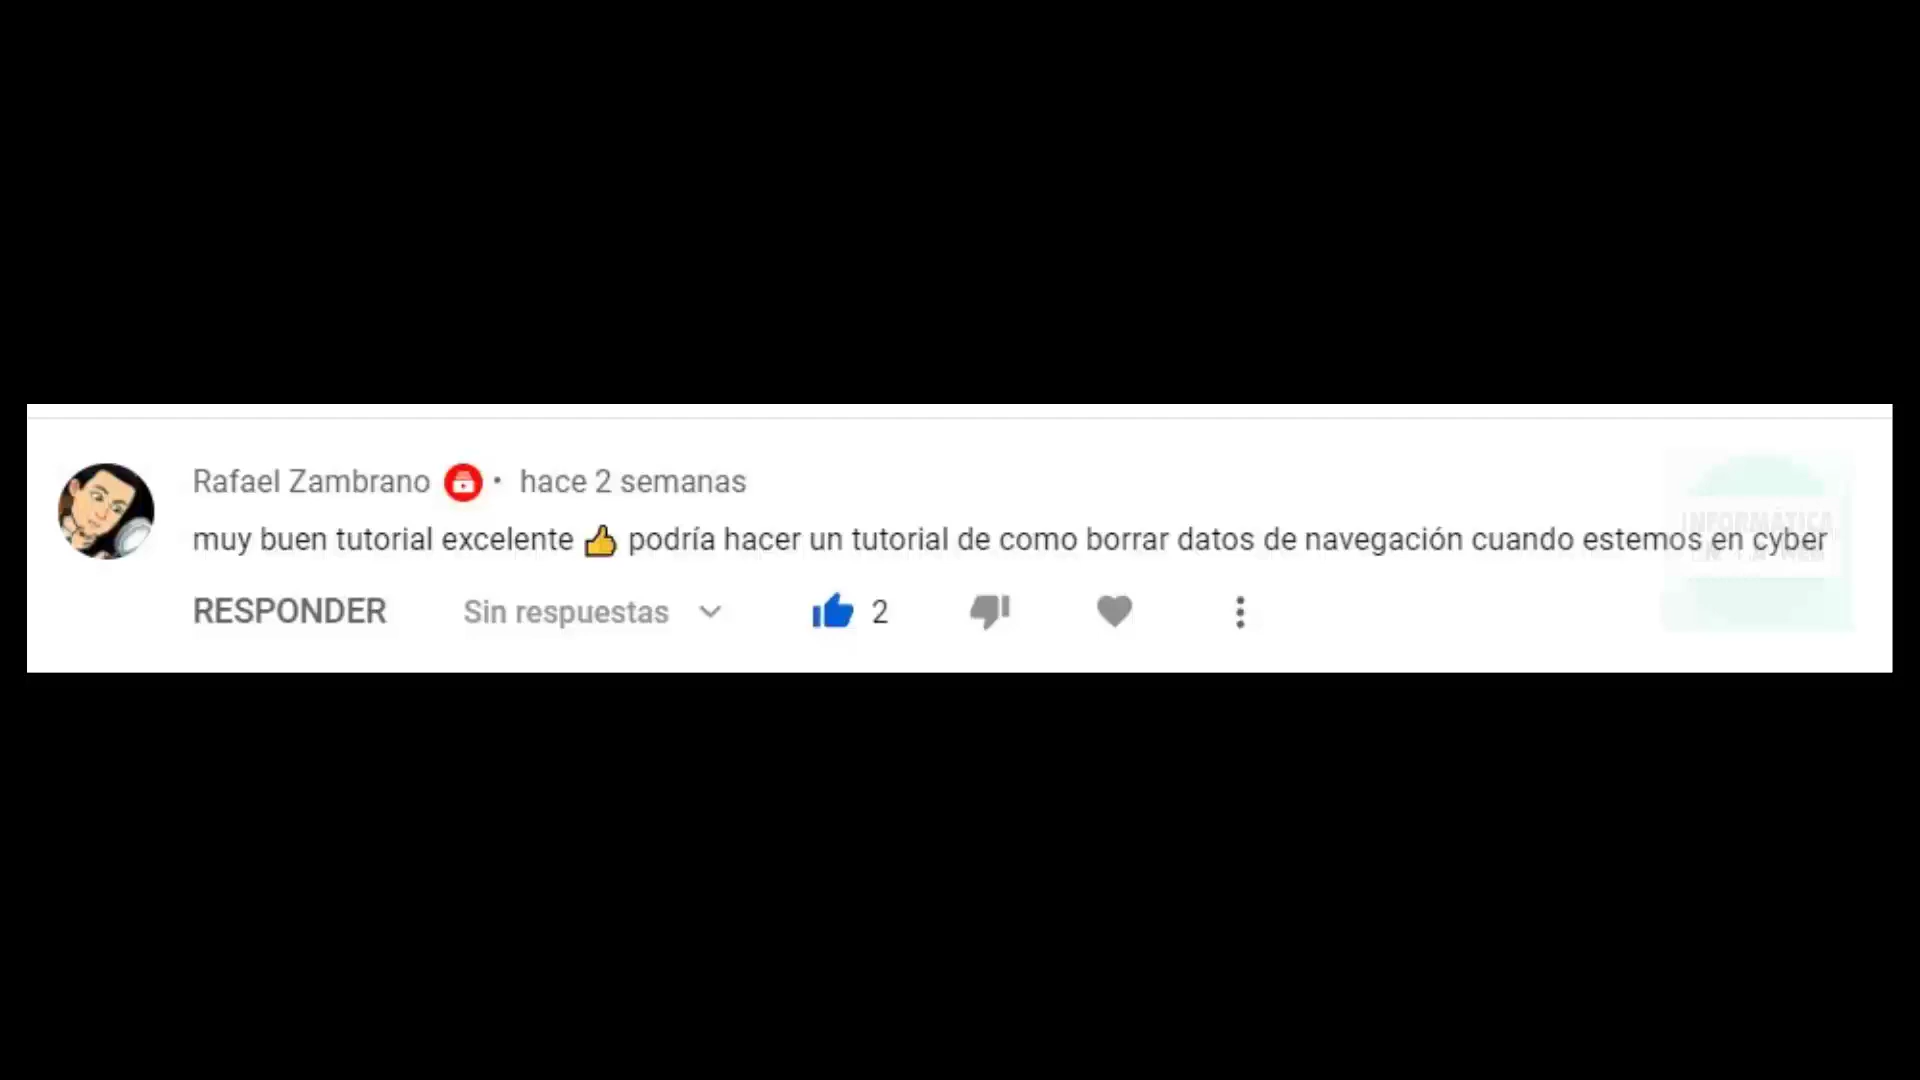 Rafael Zambrano • hace 2 semanas
muy buen tutorial excelente 👍 podría hacer un tutorial de como borrar datos de navegación cuando estemos en cyber
INFORMÁTICA
RESPONDER Sin respuestas 2